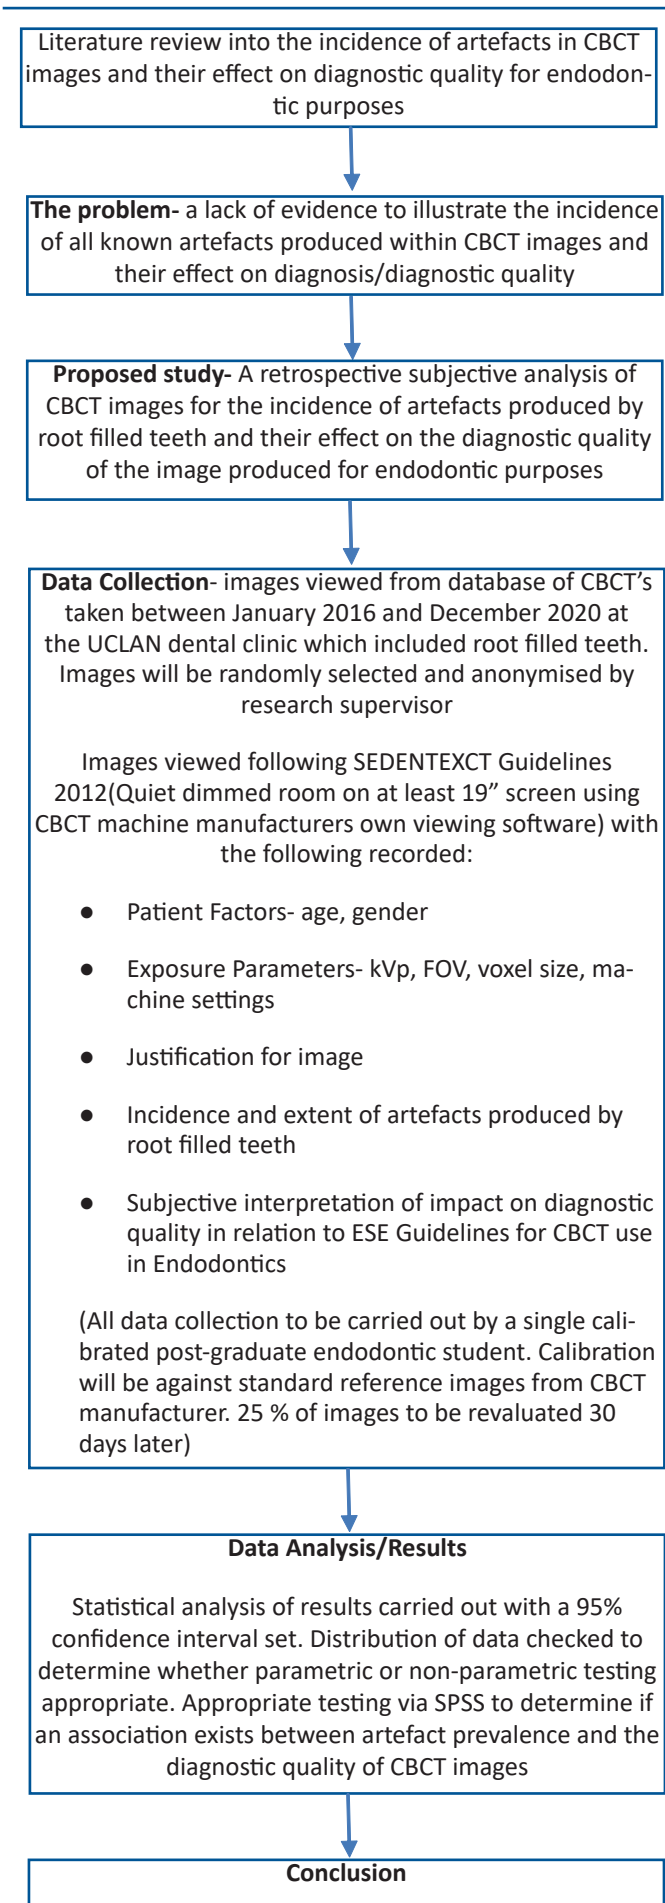 Literature review into the incidence of artefacts in CBCT
images and their effect on diagnostic quality for endodon-
tic purposes
The problem- a lack of evidence to illustrate the incidence
of all known artefacts produced within CBCT images and
their effect on diagnosis/diagnostic quality
Proposed study- A retrospective subjective analysis of
CBCT images for the incidence of artefacts produced by
root filled teeth and their effect on the diagnostic quality
of the image produced for endodontic purposes
Data Collection- images viewed from database of CBCT's
taken between January 2016 and December 2020 at
the UCLAN dental clinic which included root filled teeth.
Images will be randomly selected and anonymised by
research supervisor
Images viewed following SEDENTEXCT Guidelines
2012(Quiet dimmed room on at least 19” screen using
CBCT machine manufacturers own viewing software) with
the following recorded:
● Patient Factors- age, gender
● Exposure Parameters- kVp, FOV, voxel size, ma-
chine settings
● Justification for image
● Incidence and extent of artefacts produced by
root filled teeth
● Subjective interpretation of impact on diagnostic
quality in relation to ESE Guidelines for CBCT use
in Endodontics
(All data collection to be carried out by a single cali-
brated post-graduate endodontic student. Calibration
will be against standard reference images from CBCT
manufacturer. 25 % of images to be revaluated 30
days later)
Data Analysis/Results
Statistical analysis of results carried out with a 95%
confidence interval set. Distribution of data checked to
determine whether parametric or non-parametric testing
appropriate. Appropriate testing via SPSS to determine if
an association exists between artefact prevalence and the
diagnostic quality of CBCT images
Conclusion